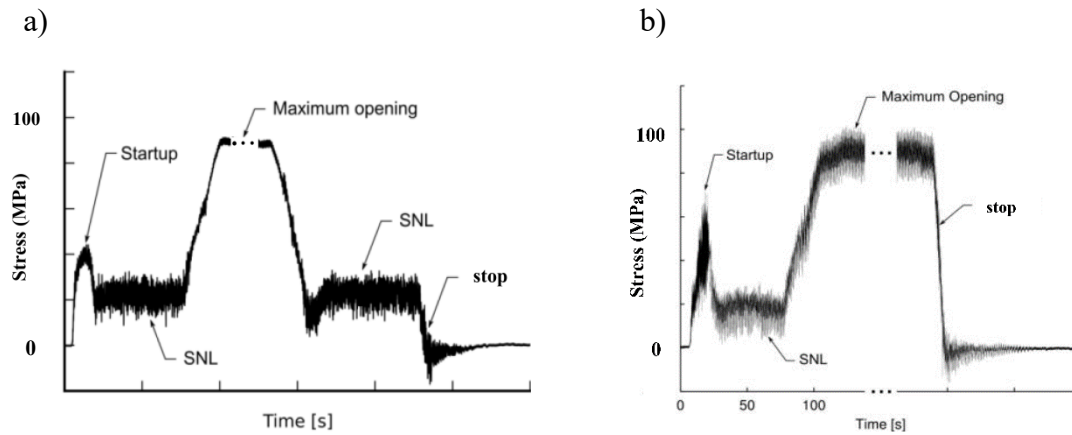 a)
Stress (MPa)
100
0
Startup
Maximum opening
SNL
SNL
stop
Time [s]
b)
Stress (MPa)
100
0
Startup
Maximum Opening
SNL
stop
0
50
100
Time [s]